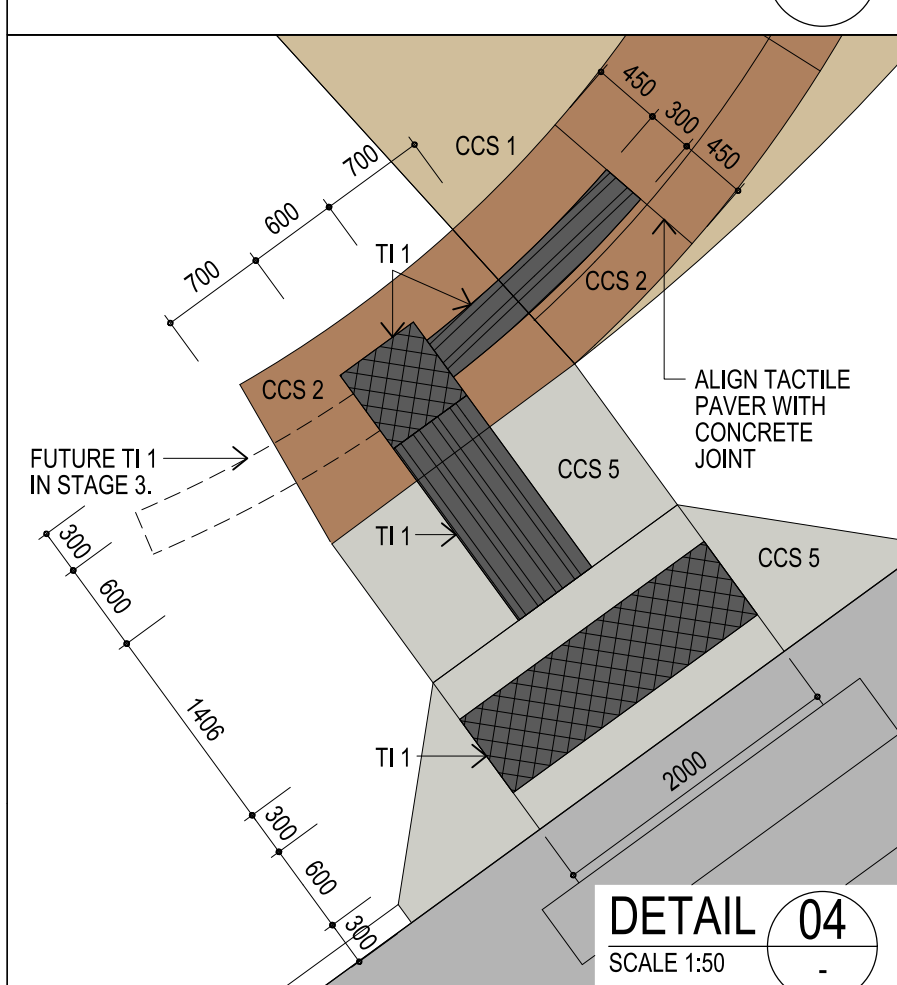 450
300
450
CCS 1
700
600
700
TI 1
CCS 2
CCS 2
ALIGN TACTILE
PAVER WITH
CONCRETE
JOINT
FUTURE TI 1
IN STAGE 3.
CCS 5
TI 1
CCS 5
300
600
1406
300
600
300
TI 1
2000
DETAIL
04
SCALE 1:50
-